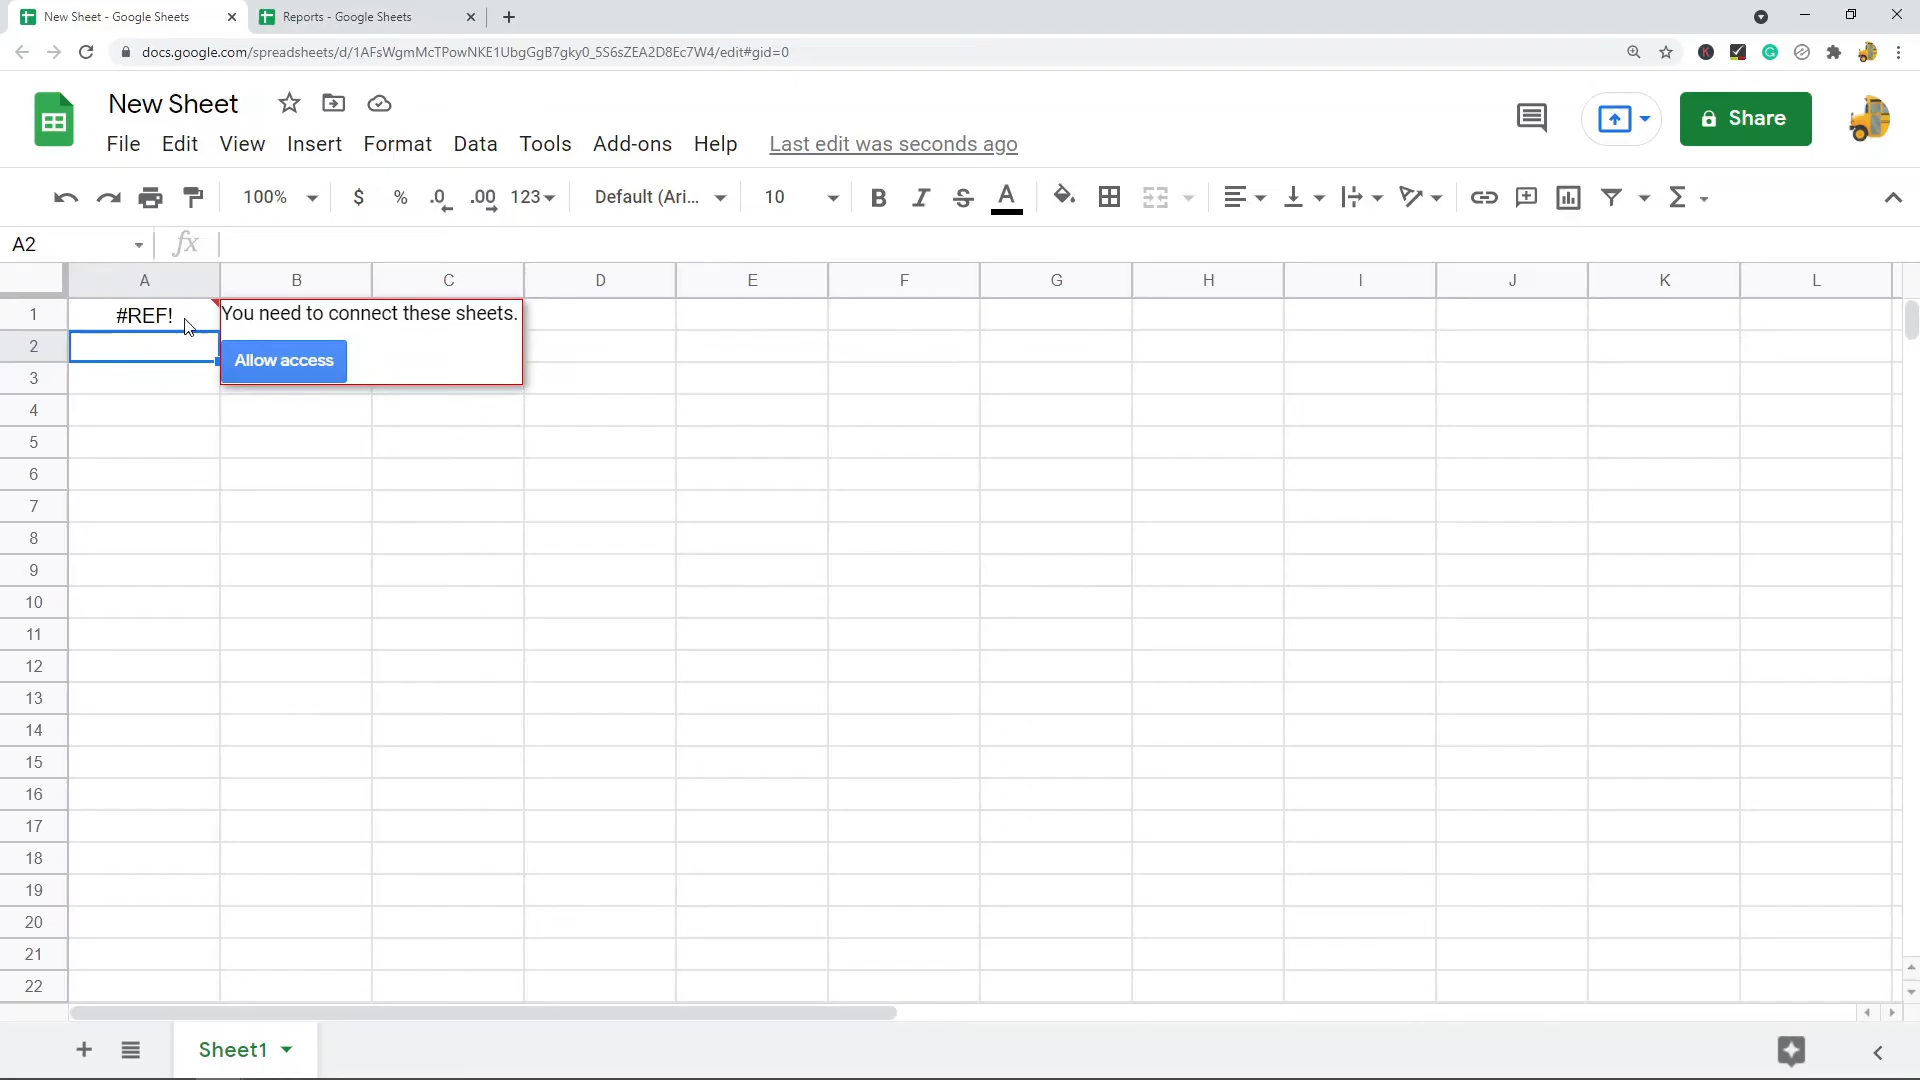 New Sheet - Google Sheets
Reports - Google Sheets
docs.google.com/spreadsheets/d/1AFsWgmMcTPowNKE1UbgGgB7gky0_5S6sZEA2D8Ec7W4/edit#gid=0
New Sheet
File Edit View Insert Format Data Tools Add-ons Help Last edit was seconds ago
Share
100% $ % .0 .00 123 Default (Ari... 10 B I S A
A2 fx
A B C D E F G H I J K L
1 #REF! You need to connect these sheets.
2 Allow access
3
4
5
6
7
8
9
10
11
12
13
14
15
16
17
18
19
20
21
22
Sheet1